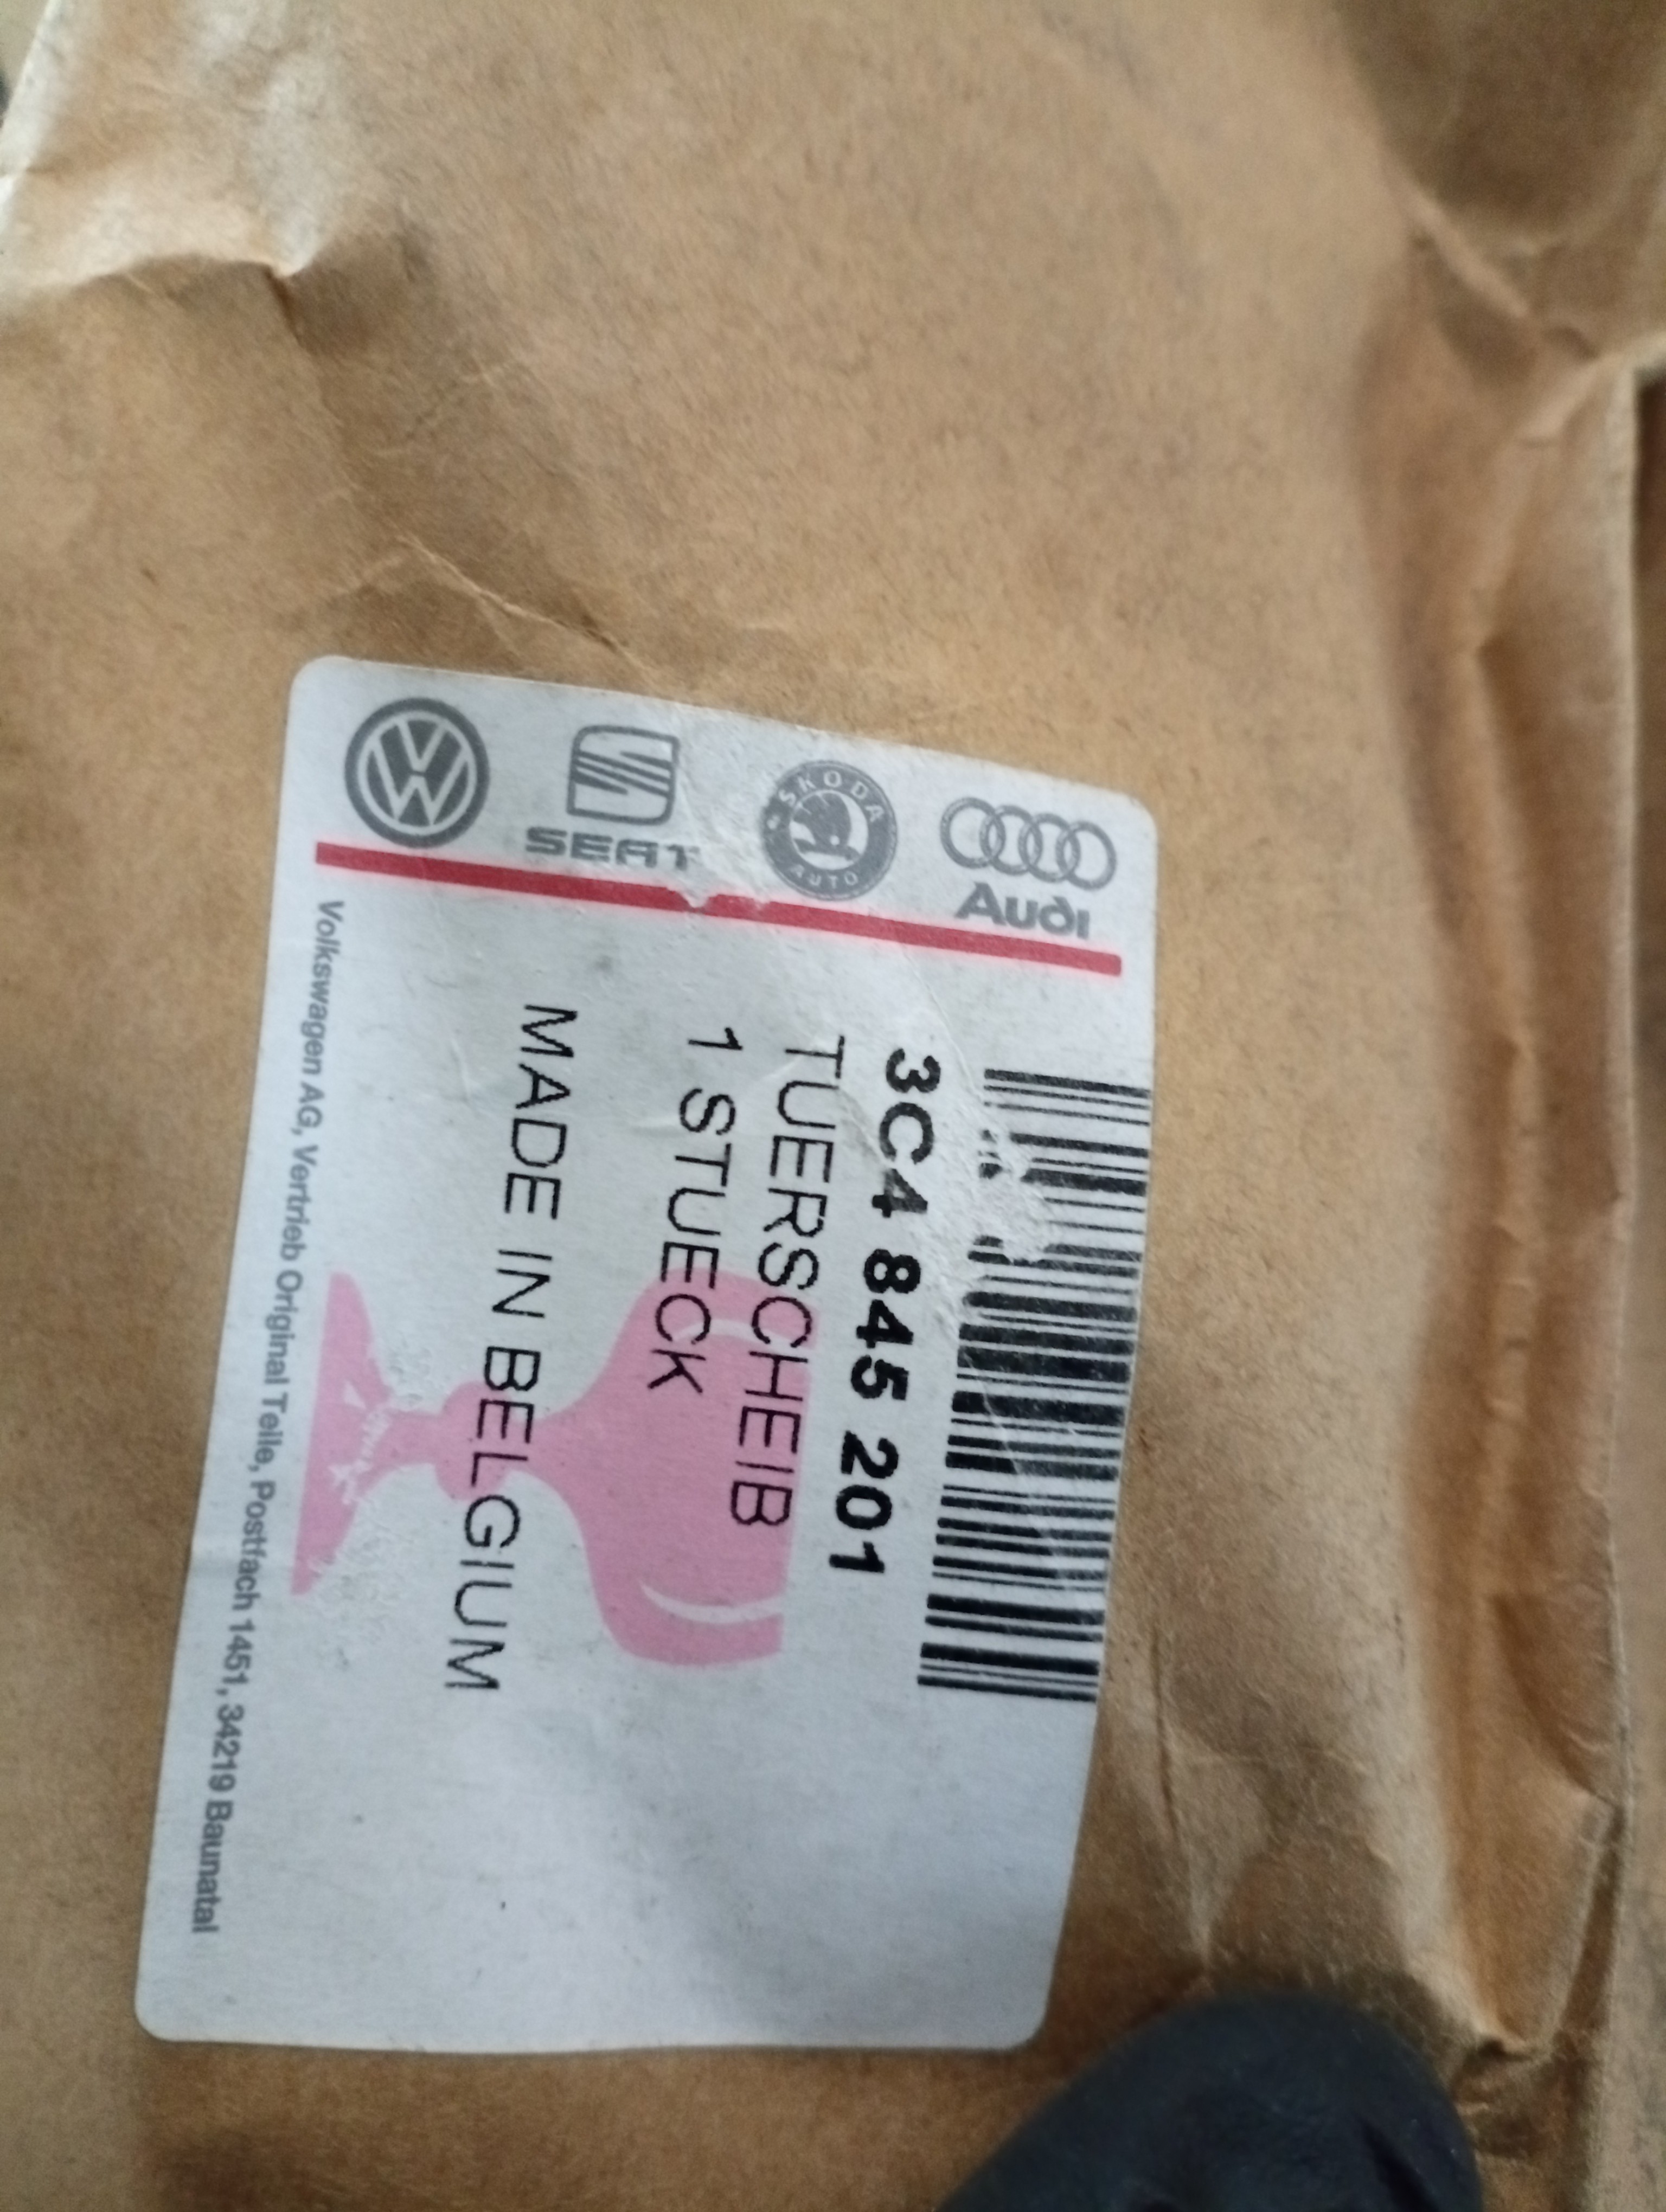 SEAT
SKODA
AUTO
Audi
3C4 845 201
TUERSCHEIB
1 STUECK
MADE IN BELGIUM
Volkswagen AG, Vertrieb Original Teile, Postfach 1451, 34219 Baunatal